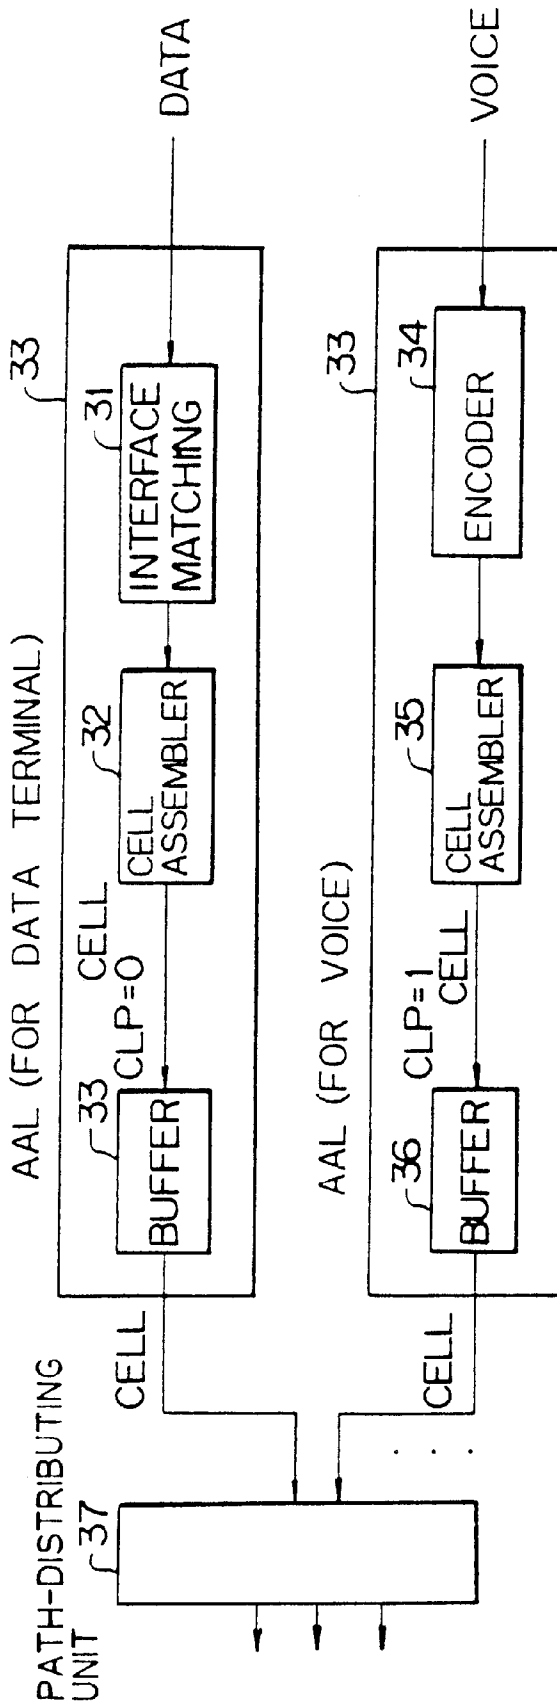 PATH-DISTRIBUTING
UNIT
37
AAL (FOR DATA TERMINAL)
33
CELL
33
BUFFER
CELL
CLP=0
32
CELL
ASSEMBLER
31
INTERFACE
MATCHING
DATA
AAL (FOR VOICE)
33
CELL
36
BUFFER
CLP=1
CELL
35
CELL
ASSEMBLER
34
ENCODER
VOICE
. . .